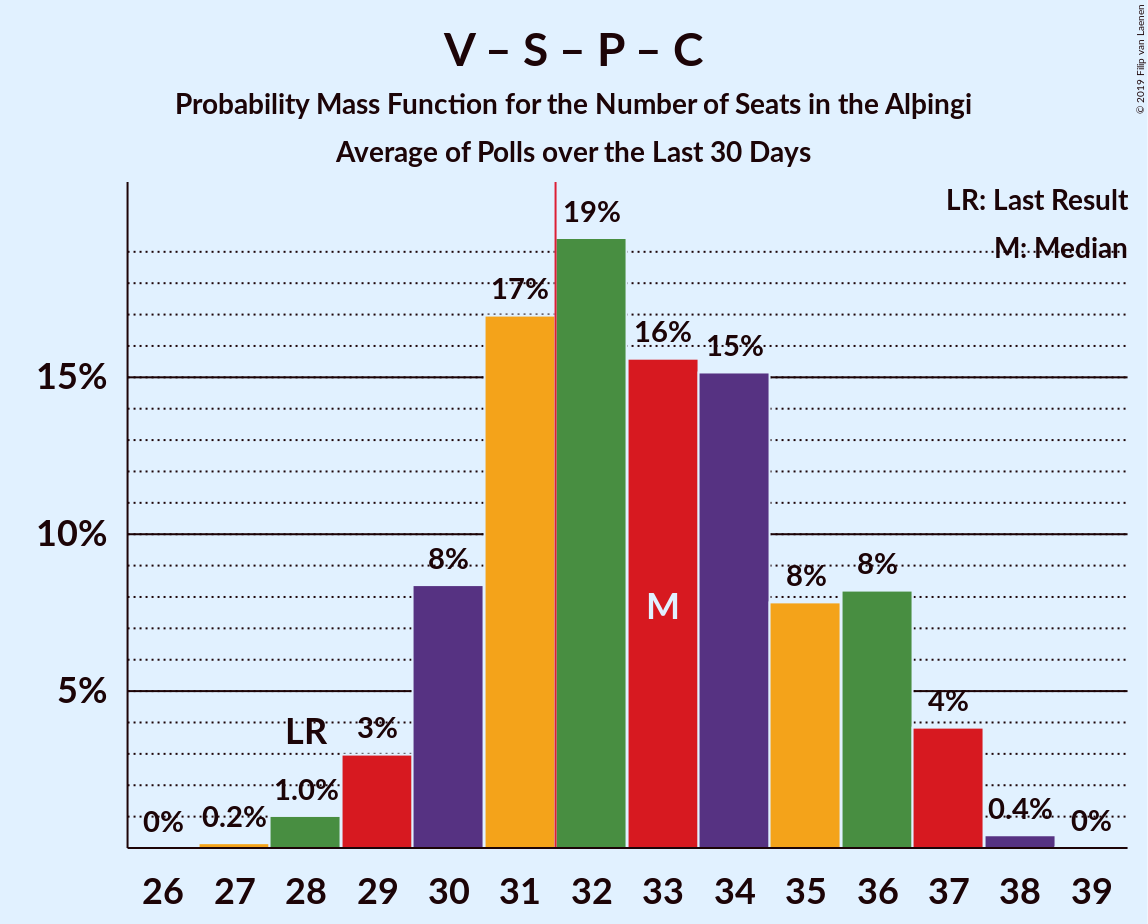 V – S – P – C
Probability Mass Function for the Number of Seats in the Alþingi
Average of Polls over the Last 30 Days
© 2019 Filip van Laenen
LR: Last Result
M: Median
15%
10%
5%
0%
0.2%
1.0%
LR
3%
8%
17%
19%
16%
M
15%
8%
8%
4%
0.4%
0%
26 27 28 29 30 31 32 33 34 35 36 37 38 39